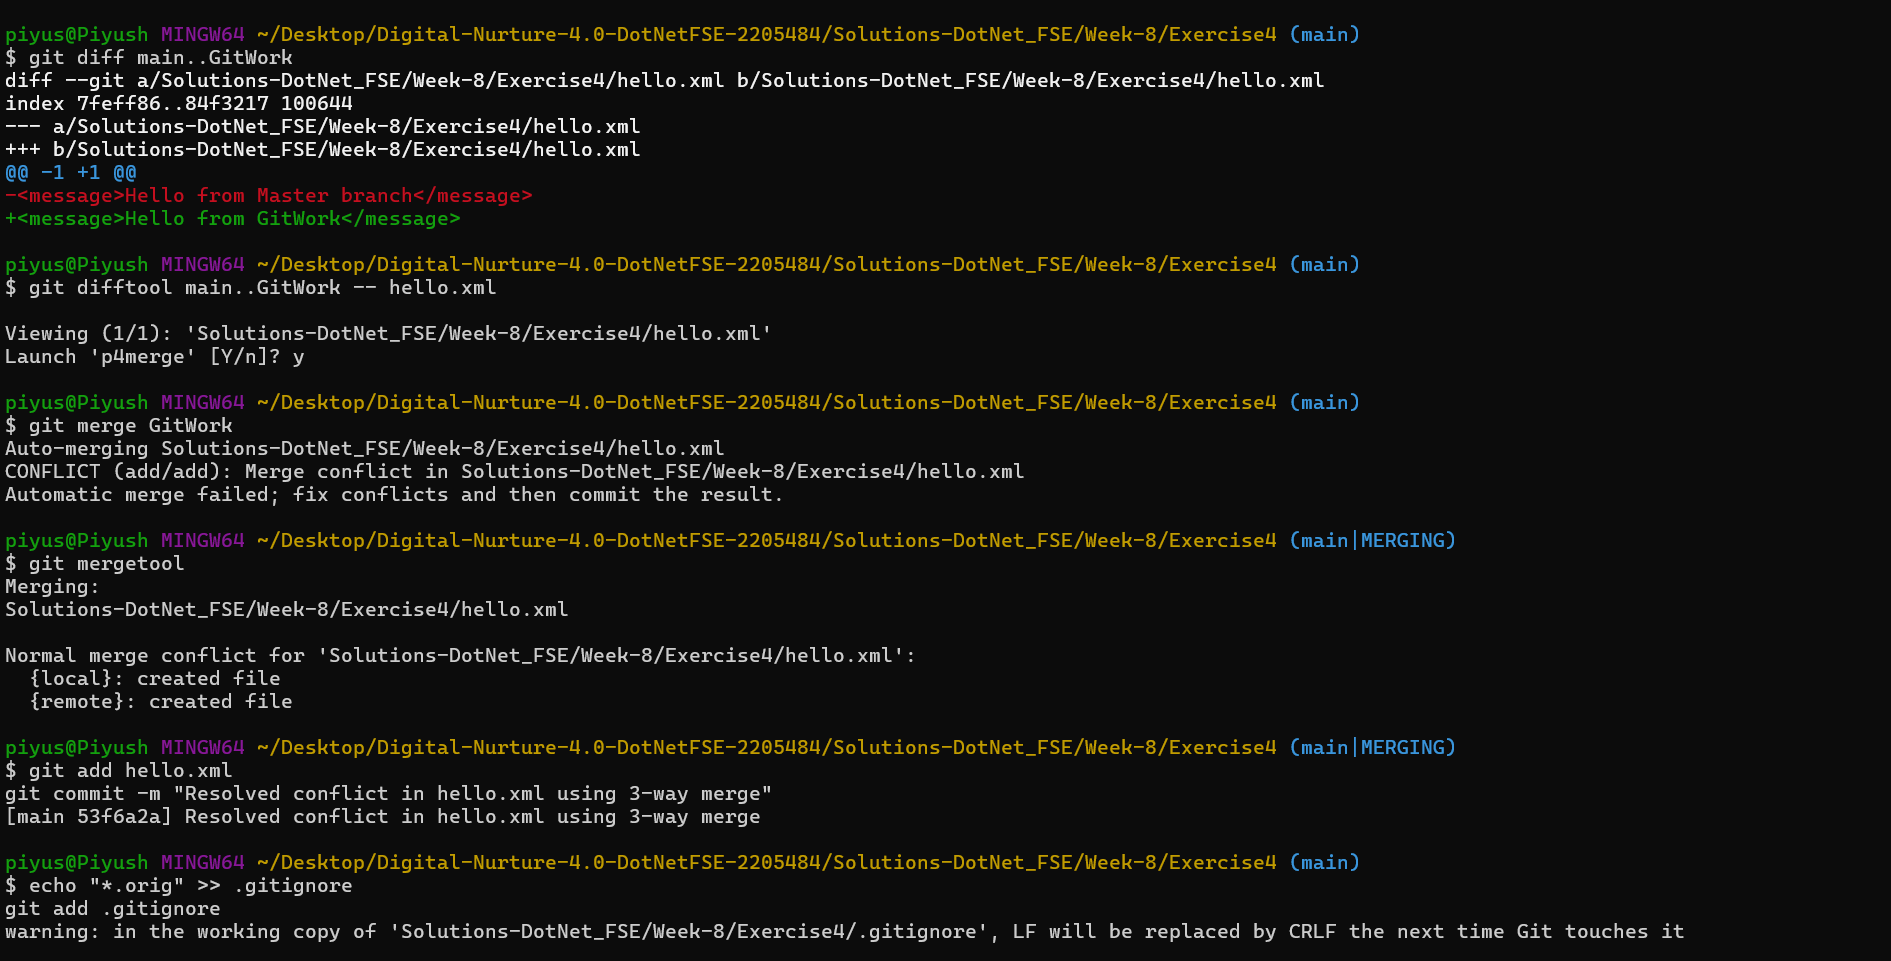 piyus@Piyush MINGW64 ~/Desktop/Digital-Nurture-4.0-DotNetFSE-2205484/Solutions-DotNet_FSE/Week-8/Exercise4 (main)
$ git diff main..GitWork
diff --git a/Solutions-DotNet_FSE/Week-8/Exercise4/hello.xml b/Solutions-DotNet_FSE/Week-8/Exercise4/hello.xml
index 7feff86..84f3217 100644
--- a/Solutions-DotNet_FSE/Week-8/Exercise4/hello.xml
+++ b/Solutions-DotNet_FSE/Week-8/Exercise4/hello.xml
@@ -1 +1 @@
-<message>Hello from Master branch</message>
+<message>Hello from GitWork</message>
piyus@Piyush MINGW64 ~/Desktop/Digital-Nurture-4.0-DotNetFSE-2205484/Solutions-DotNet_FSE/Week-8/Exercise4 (main)
$ git difftool main..GitWork -- hello.xml
Viewing (1/1): 'Solutions-DotNet_FSE/Week-8/Exercise4/hello.xml'
Launch 'p4merge' [Y/n]? y
piyus@Piyush MINGW64 ~/Desktop/Digital-Nurture-4.0-DotNetFSE-2205484/Solutions-DotNet_FSE/Week-8/Exercise4 (main)
$ git merge GitWork
Auto-merging Solutions-DotNet_FSE/Week-8/Exercise4/hello.xml
CONFLICT (add/add): Merge conflict in Solutions-DotNet_FSE/Week-8/Exercise4/hello.xml
Automatic merge failed; fix conflicts and then commit the result.
piyus@Piyush MINGW64 ~/Desktop/Digital-Nurture-4.0-DotNetFSE-2205484/Solutions-DotNet_FSE/Week-8/Exercise4 (main|MERGING)
$ git mergetool
Merging:
Solutions-DotNet_FSE/Week-8/Exercise4/hello.xml
Normal merge conflict for 'Solutions-DotNet_FSE/Week-8/Exercise4/hello.xml':
  {local}: created file
  {remote}: created file
piyus@Piyush MINGW64 ~/Desktop/Digital-Nurture-4.0-DotNetFSE-2205484/Solutions-DotNet_FSE/Week-8/Exercise4 (main|MERGING)
$ git add hello.xml
git commit -m "Resolved conflict in hello.xml using 3-way merge"
[main 53f6a2a] Resolved conflict in hello.xml using 3-way merge
piyus@Piyush MINGW64 ~/Desktop/Digital-Nurture-4.0-DotNetFSE-2205484/Solutions-DotNet_FSE/Week-8/Exercise4 (main)
$ echo "*.orig" >> .gitignore
git add .gitignore
warning: in the working copy of 'Solutions-DotNet_FSE/Week-8/Exercise4/.gitignore', LF will be replaced by CRLF the next time Git touches it